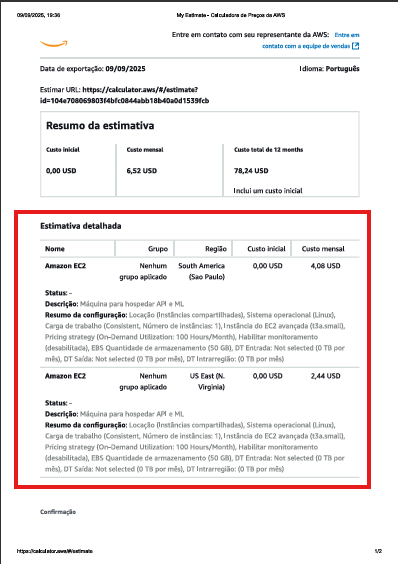 09/09/2025, 19:36 My Estimate - Calculadora de Preços da AWS
Entre em contato com seu representante da AWS: Entre em
contato com a equipe de vendas
Data de exportação: 09/09/2025 Idioma: Português
Estimar URL: https://calculator.aws/#/estimate?
id=104e708069803f4bfc0844abb18b40a0d1539fcb
Resumo da estimativa
Custo inicial Custo mensal Custo total de 12 months
0,00 USD 6,52 USD 78,24 USD
Inclui um custo inicial
Estimativa detalhada
Nome Grupo Região Custo inicial Custo mensal
Amazon EC2 Nenhum South America 0,00 USD 4,08 USD
grupo aplicado (Sao Paulo)
Status: -
Descrição: Máquina para hospedar API e ML
Resumo da configuração: Locação (Instâncias compartilhadas), Sistema operacional (Linux),
Carga de trabalho (Consistent, Número de instâncias: 1), Instância do EC2 avançada (t3a.small),
Pricing strategy (On-Demand Utilization: 100 Hours/Month), Habilitar monitoramento
(desabilitada), EBS Quantidade de armazenamento (50 GB), DT Entrada: Not selected (0 TB por
mês), DT Saída: Not selected (0 TB por mês), DT Intrarregião: (0 TB por mês)
Amazon EC2 Nenhum US East (N. 0,00 USD 2,44 USD
grupo aplicado Virginia)
Status: -
Descrição: Máquina para hospedar API e ML
Resumo da configuração: Locação (Instâncias compartilhadas), Sistema operacional (Linux),
Carga de trabalho (Consistent, Número de instâncias: 1), Instância do EC2 avançada (t3a.small),
Pricing strategy (On-Demand Utilization: 100 Hours/Month), Habilitar monitoramento
(desabilitada), EBS Quantidade de armazenamento (50 GB), DT Entrada: Not selected (0 TB por
mês), DT Saída: Not selected (0 TB por mês), DT Intrarregião: (0 TB por mês)
Confirmação
https://calculator.aws/#/estimate 1/2